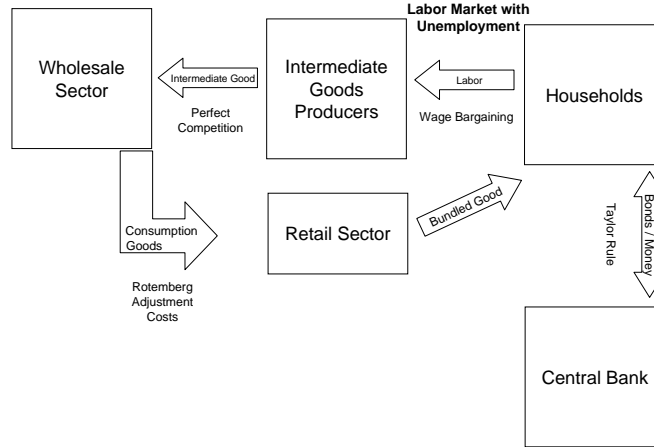 Labor Market with
Unemployment
Wholesale
Sector
Intermediate Good
Perfect
Competition
Intermediate
Goods
Producers
Labor
Wage Bargaining
Households
Consumption
Goods
Rotemberg
Adjustment
Costs
Retail Sector
Bundled Good
Taylor Rule
Bonds / Money
Central Bank